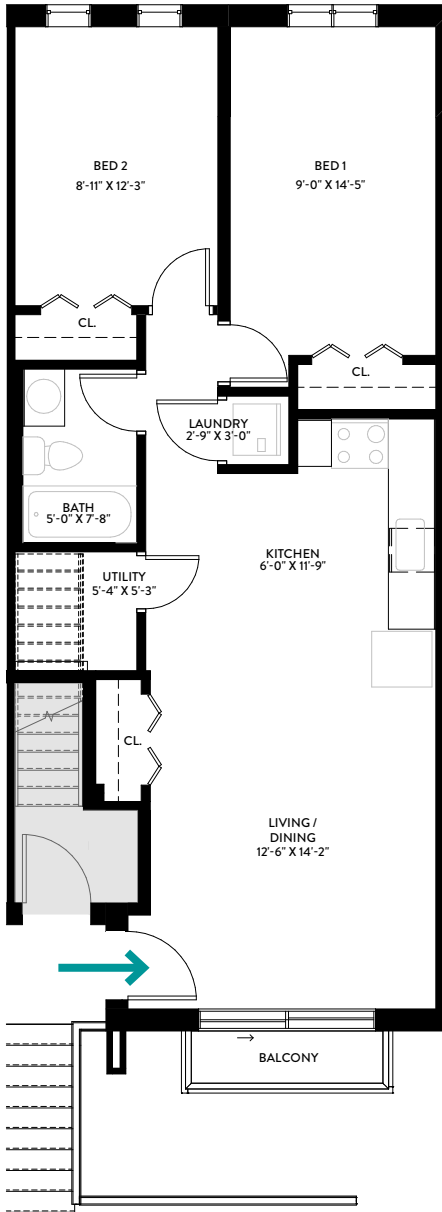 BED 2
8'-11" X 12'-3"
BED 1
9'-0" X 14'-5"
CL.
CL.
LAUNDRY
2'-9" X 3'-0"
BATH
5'-0" X 7'-8"
KITCHEN
6'-0" X 11'-9"
UTILITY
5'-4" X 5'-3"
CL.
LIVING /
DINING
12'-6" X 14'-2"
BALCONY